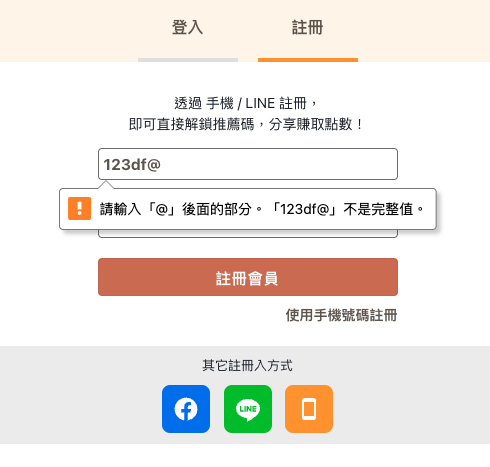 登入
註冊
透過 手機 / LINE 註冊，
即可直接解鎖推薦碼，分享賺取點數！
123df@
請輸入「@」後面的部分。「123df@」不是完整值。
註冊會員
使用手機號碼註冊
其它註冊入方式
LINE